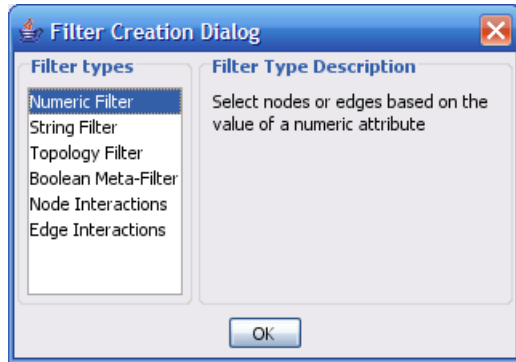 Filter Creation Dialog
Filter types
Numeric Filter
String Filter
Topology Filter
Boolean Meta-Filter
Node Interactions
Edge Interactions
Filter Type Description
Select nodes or edges based on the
value of a numeric attribute
OK